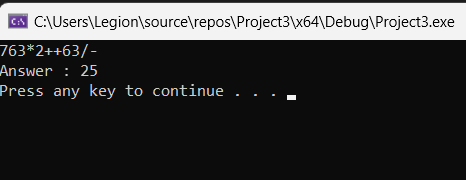 C:\Users\Legion\source\repos\Project3\x64\Debug\Project3.exe
763*2++63/-
Answer : 25
Press any key to continue . . .